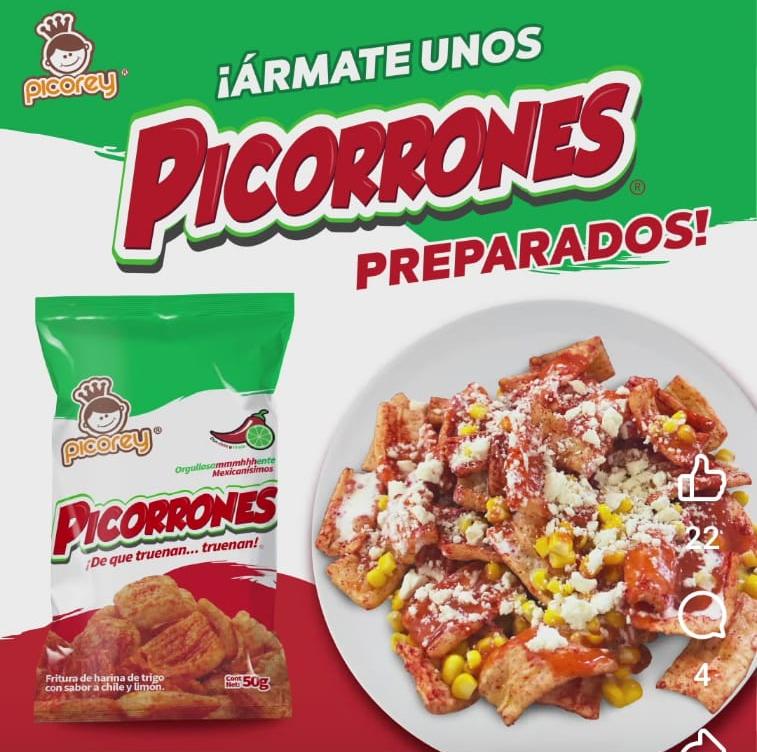 picorey®
¡ÁRMATE UNOS
PICORRONES®
PREPARADOS!
picorey®
Orgullosammmhhhente
Mexicanísimos
PICORRONES
¡De que truenan... truenan!
Fritura de harina de trigo
con sabor a chile y limón.
Cont
Net: 50g
22
4